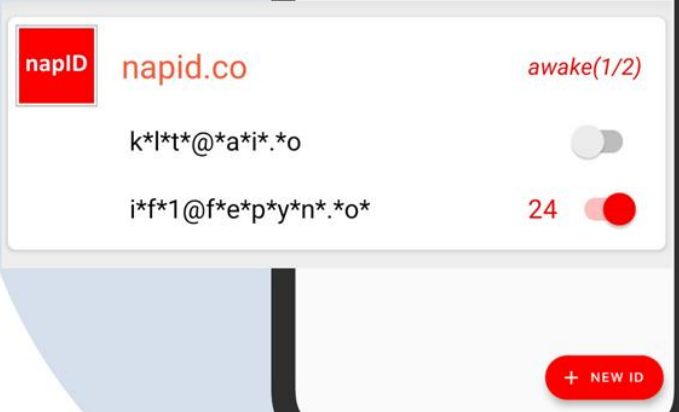 napID
napid.co
awake(1/2)
k*l*t*@*a*i*.*o
i*f*1@f*e*p*y*n*.*o*
24
+ NEW ID